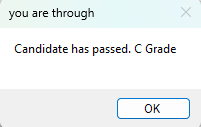 you are through
Candidate has passed. C Grade
OK